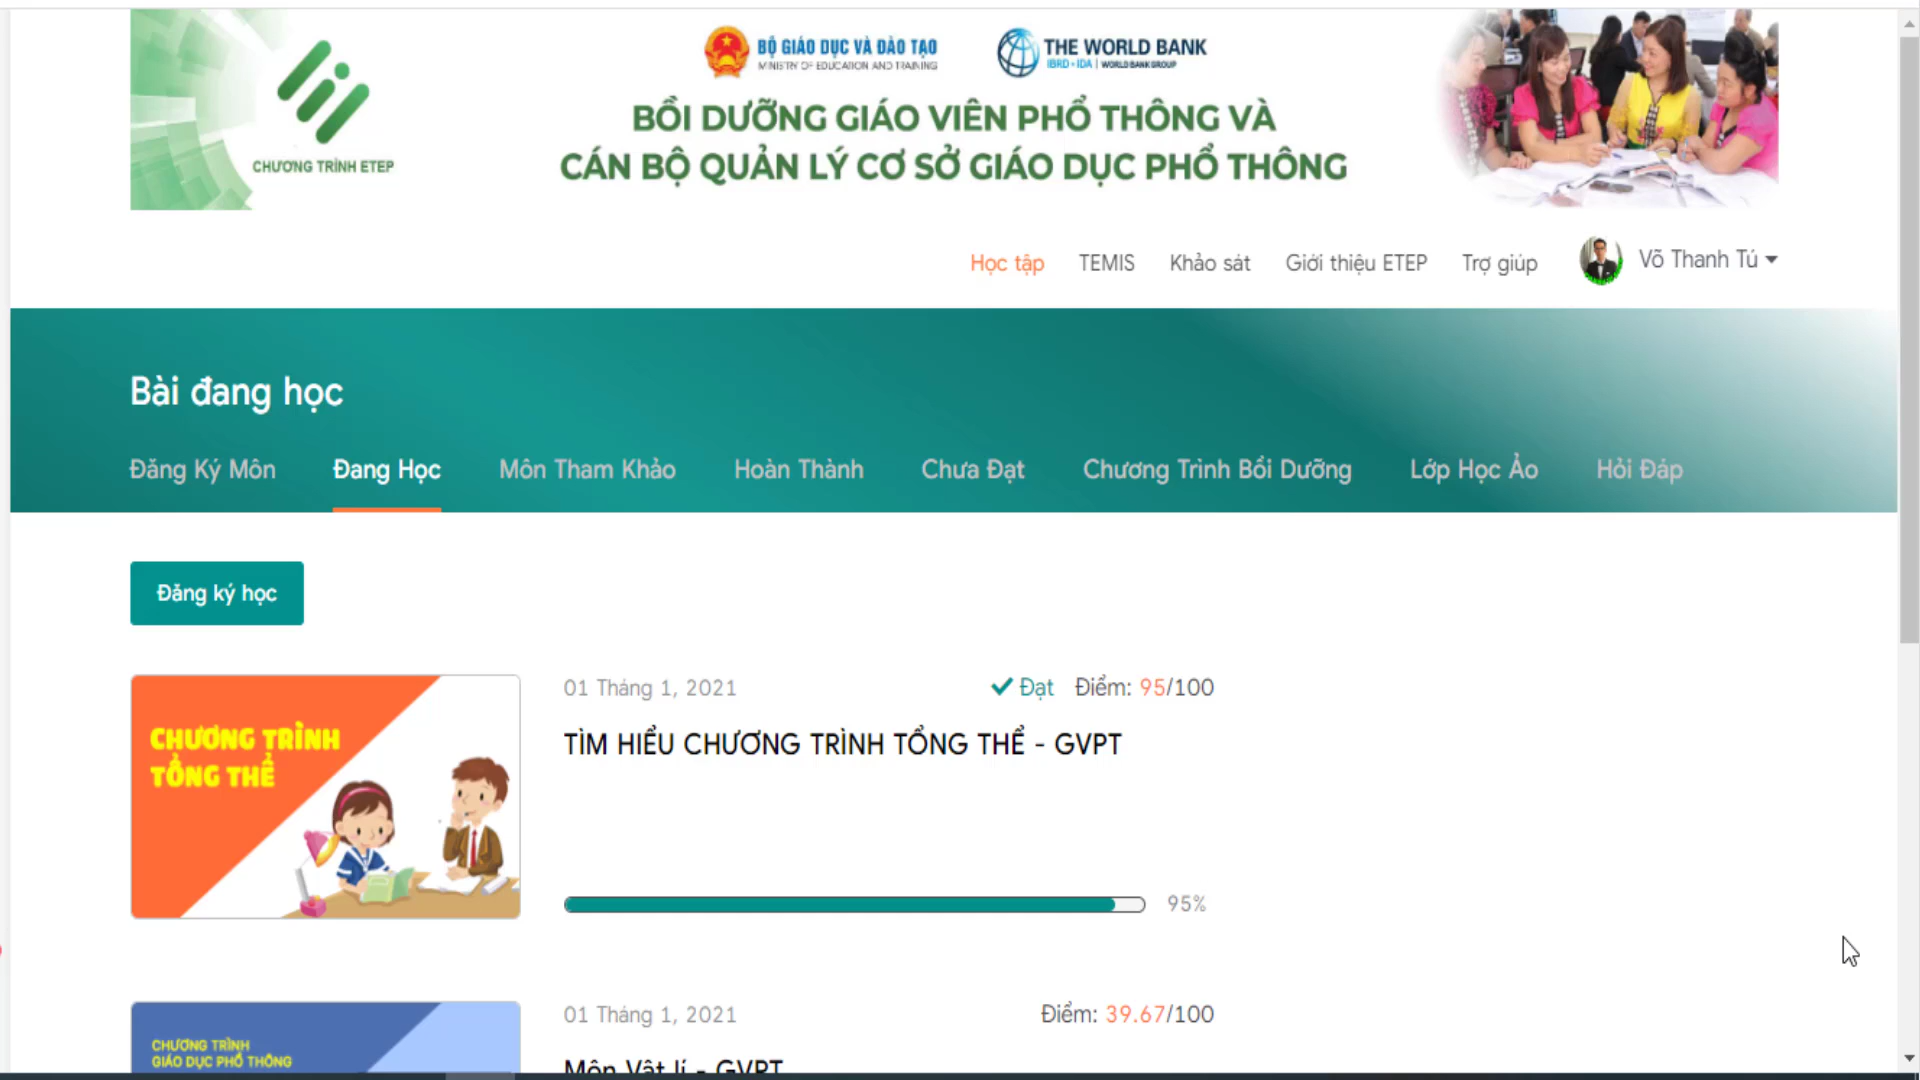 CHƯƠNG TRÌNH ETEP
BỘ GIÁO DỤC VÀ ĐÀO TẠO
MINISTRY OF EDUCATION AND TRAINING
THE WORLD BANK
IBRD • IDA | WORLD BANK GROUP
BỒI DƯỠNG GIÁO VIÊN PHỔ THÔNG VÀ
CÁN BỘ QUẢN LÝ CƠ SỞ GIÁO DỤC PHỔ THÔNG
Học tập TEMIS Khảo sát Giới thiệu ETEP Trợ giúp Võ Thanh Tú
Bài đang học
Đăng Ký Môn Đang Học Môn Tham Khảo Hoàn Thành Chưa Đạt Chương Trình Bồi Dưỡng Lớp Học Ảo Hỏi Đáp
Đăng ký học
CHƯƠNG TRÌNH
TỔNG THỂ
01 Tháng 1, 2021 Đạt Điểm: 95/100
TÌM HIỂU CHƯƠNG TRÌNH TỔNG THỂ - GVPT
95%
CHƯƠNG TRÌNH
GIÁO DỤC PHỔ THÔNG
01 Tháng 1, 2021 Điểm: 39.67/100
Môn Vật lí - GVPT